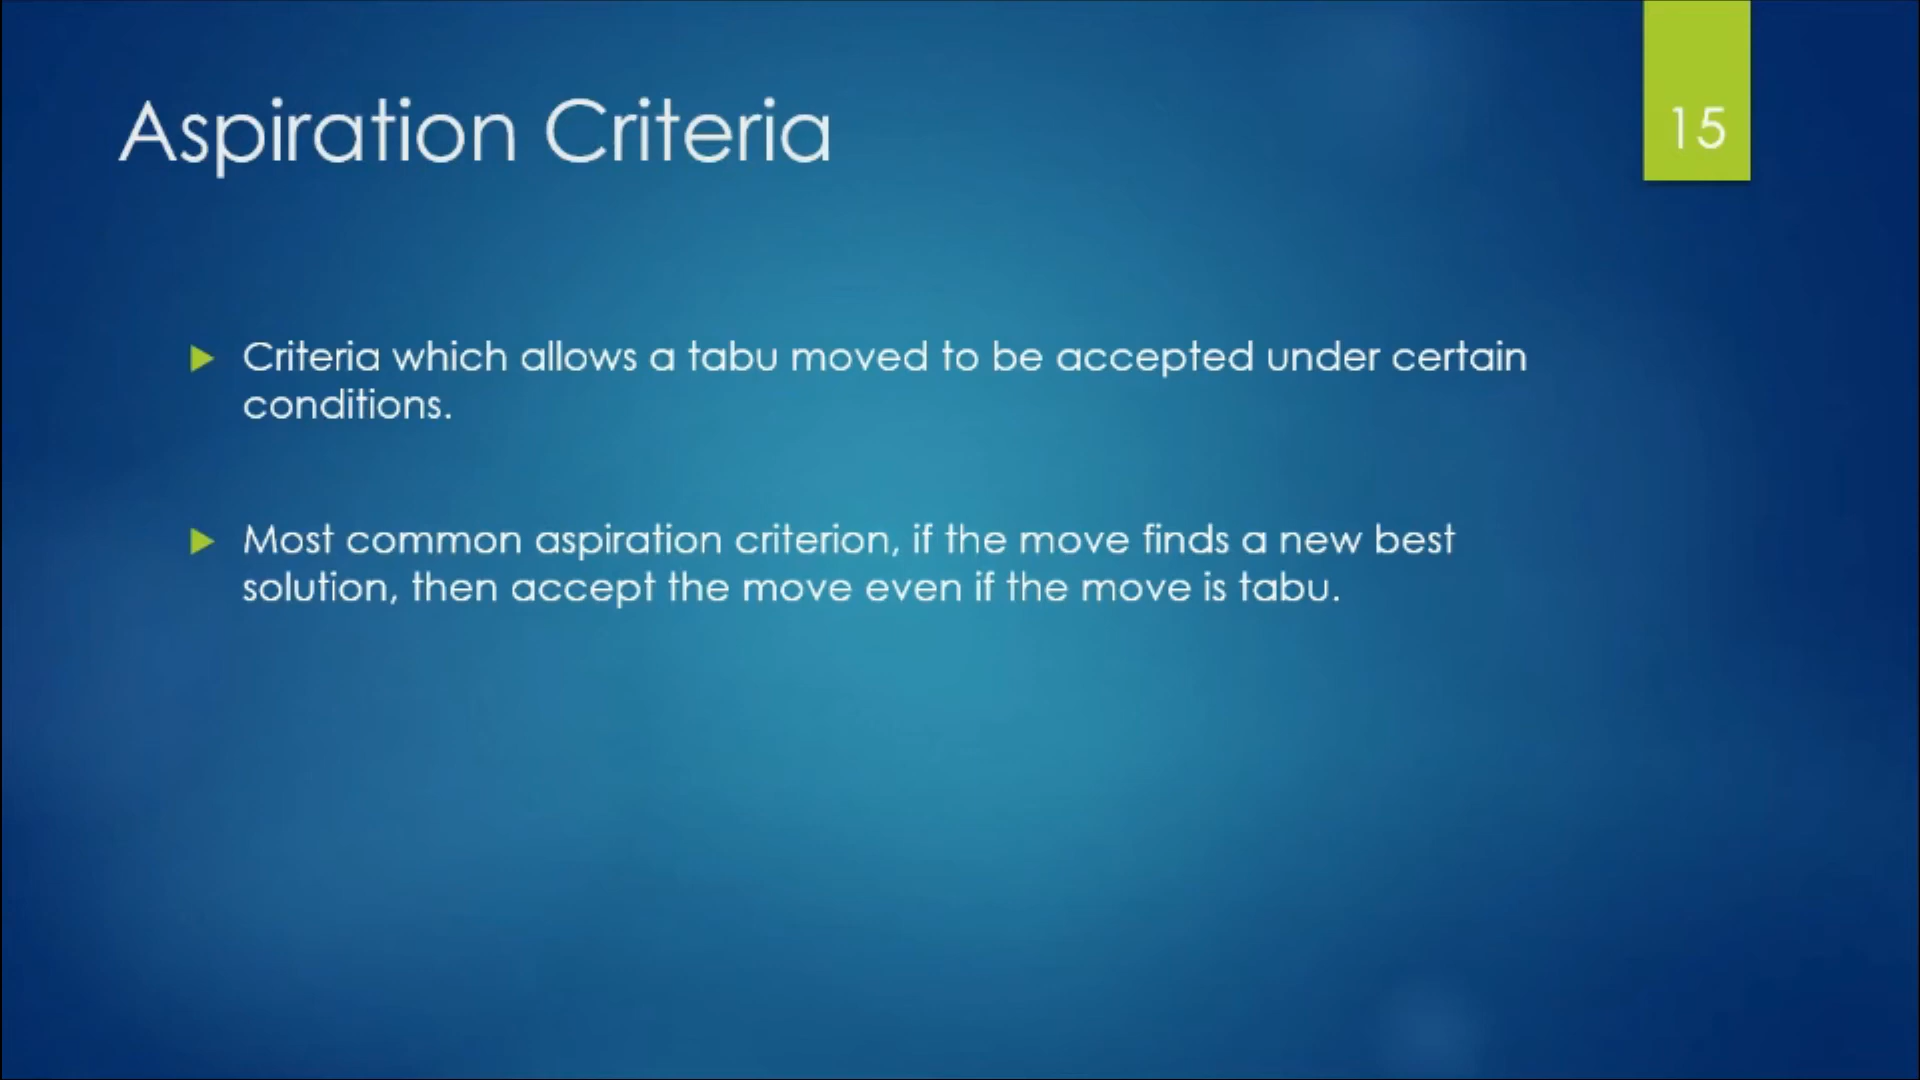 Aspiration Criteria
15
Criteria which allows a tabu moved to be accepted under certain
conditions.
Most common aspiration criterion, if the move finds a new best
solution, then accept the move even if the move is tabu.